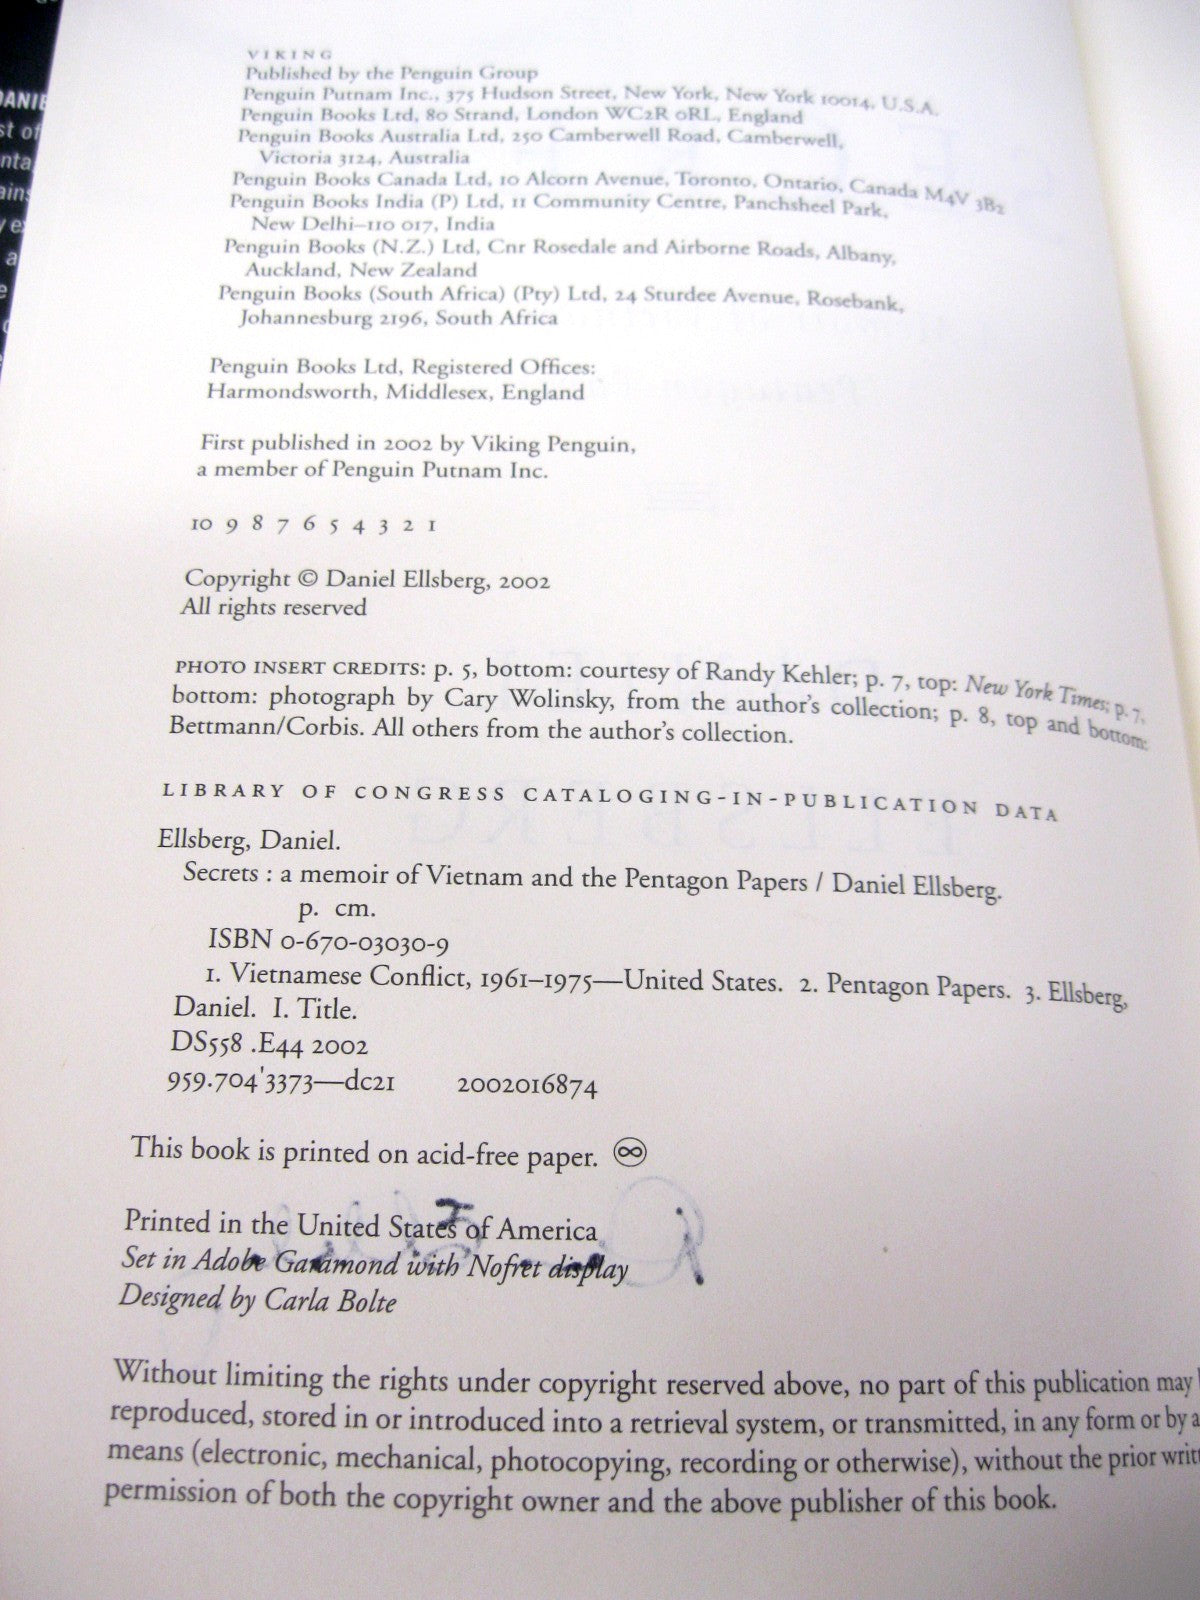 DANIE
st of
enta
ains
y e
a
e
VIKING
Published by the Penguin Group
Penguin Putnam Inc., 375 Hudson Street, New York, New York 10014, U.S.A.
Penguin Books Ltd, 80 Strand, London WC2R 0RL, England
Penguin Books Australia Ltd, 250 Camberwell Road, Camberwell,
Victoria 3124, Australia
Penguin Books Canada Ltd, 10 Alcorn Avenue, Toronto, Ontario, Canada M4V 3B2
Penguin Books India (P) Ltd, 11 Community Centre, Panchsheel Park,
New Delhi–110 017, India
Penguin Books (N.Z.) Ltd, Cnr Rosedale and Airborne Roads, Albany,
Auckland, New Zealand
Penguin Books (South Africa) (Pty) Ltd, 24 Sturdee Avenue, Rosebank,
Johannesburg 2196, South Africa
Penguin Books Ltd, Registered Offices:
Harmondsworth, Middlesex, England
First published in 2002 by Viking Penguin,
a member of Penguin Putnam Inc.
10 9 8 7 6 5 4 3 2 1
Copyright © Daniel Ellsberg, 2002
All rights reserved
PHOTO INSERT CREDITS: p. 5, bottom: courtesy of Randy Kehler; p. 7, top: New York Times; p. 7,
bottom: photograph by Cary Wolinsky, from the author's collection; p. 8, top and bottom:
Bettmann/Corbis. All others from the author's collection.
LIBRARY OF CONGRESS CATALOGING-IN-PUBLICATION DATA
Ellsberg, Daniel.
Secrets : a memoir of Vietnam and the Pentagon Papers / Daniel Ellsberg.
p. cm.
ISBN 0-670-03030-9
1. Vietnamese Conflict, 1961–1975—United States. 2. Pentagon Papers. 3. Ellsberg,
Daniel. I. Title.
DS558 .E44 2002
959.704'3373—dc21 2002016874
This book is printed on acid-free paper. ♾
Printed in the United States of America
Set in Adobe Garamond with Nofret display
Designed by Carla Bolte
Without limiting the rights under copyright reserved above, no part of this publication may
reproduced, stored in or introduced into a retrieval system, or transmitted, in any form or by a
means (electronic, mechanical, photocopying, recording or otherwise), without the prior writt
permission of both the copyright owner and the above publisher of this book.